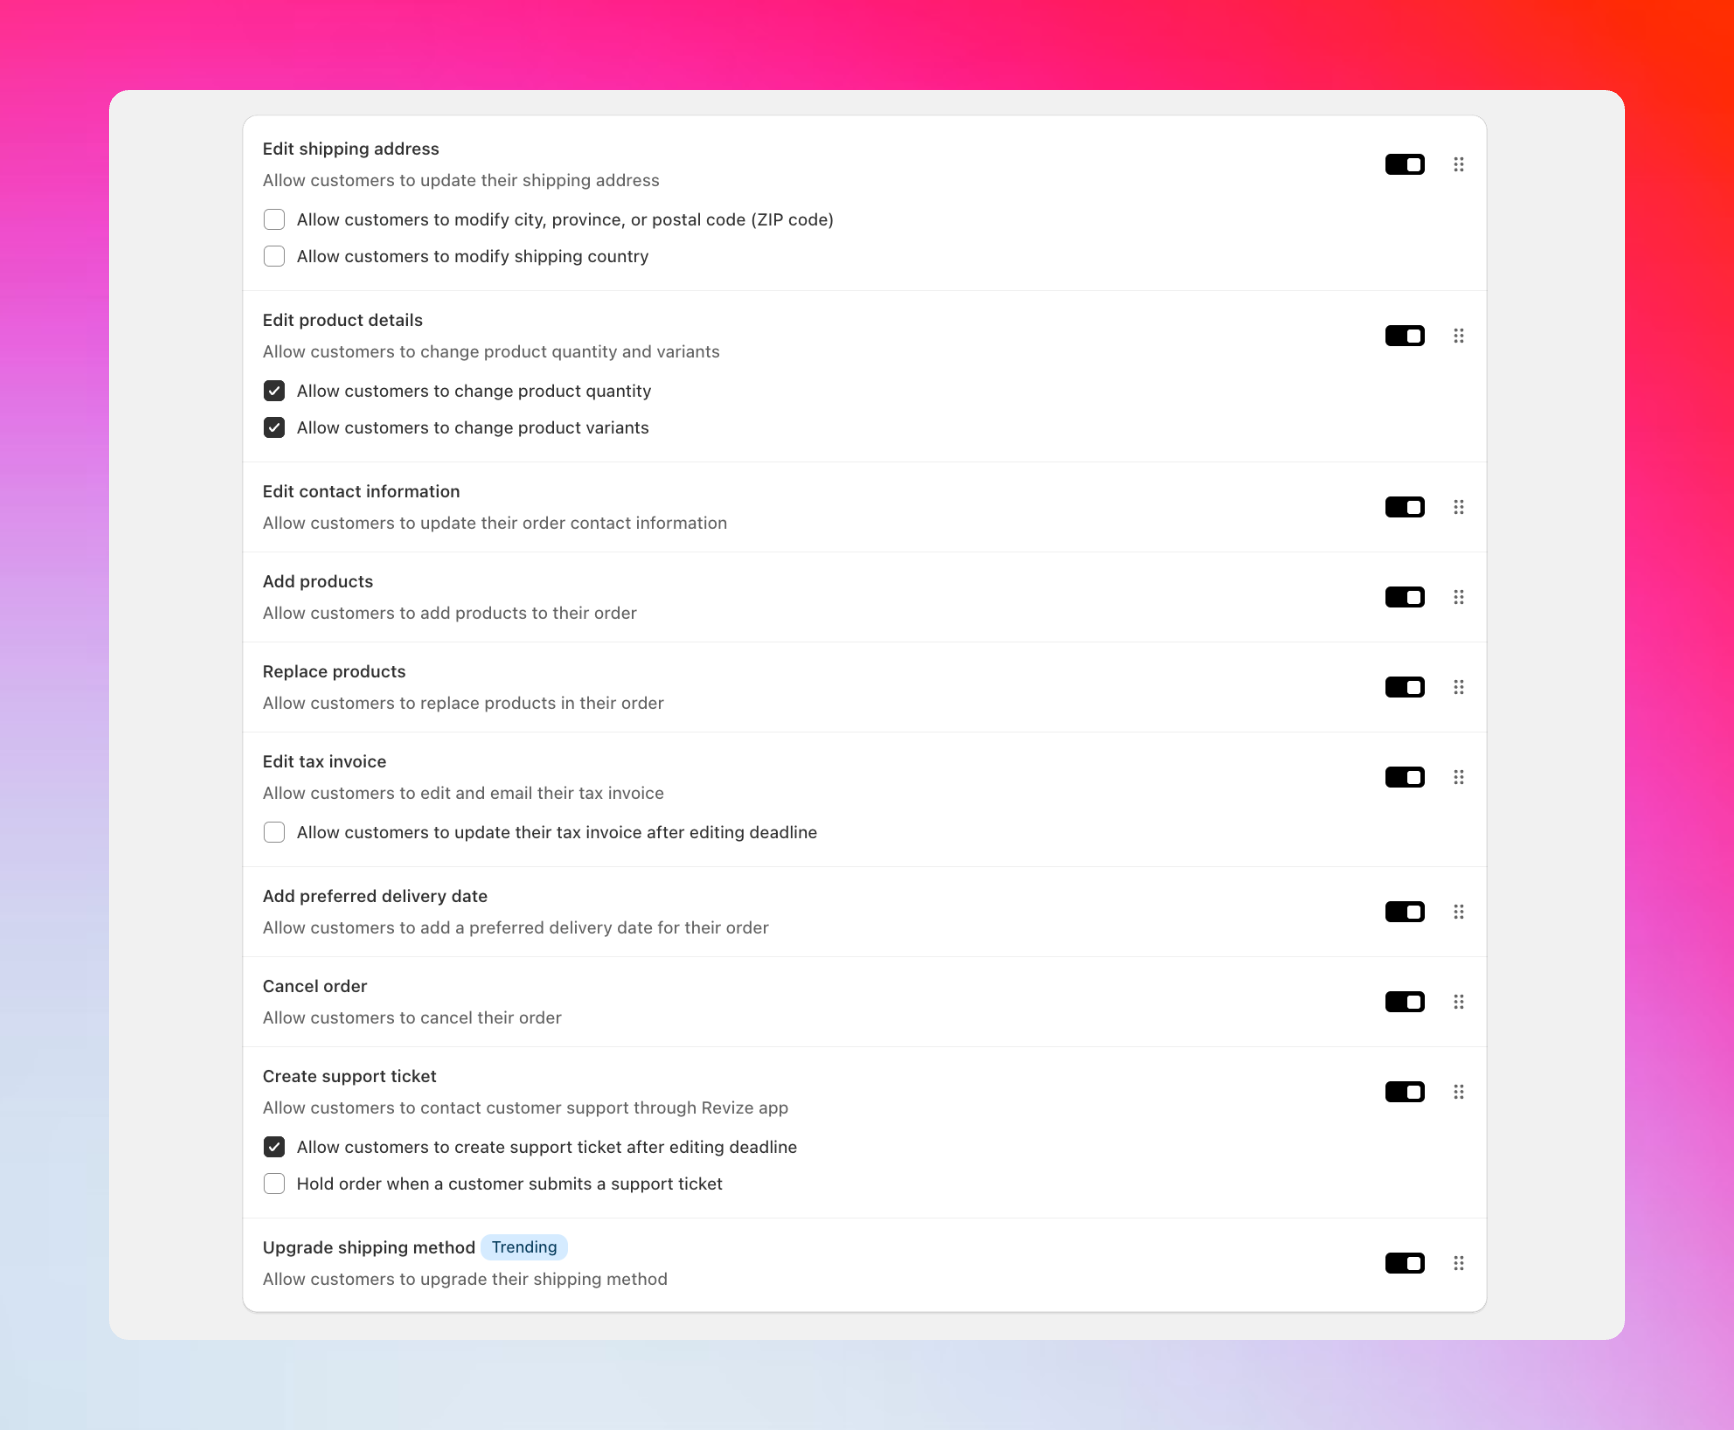 Edit shipping address
Allow customers to update their shipping address
Allow customers to modify city, province, or postal code (ZIP code)
Allow customers to modify shipping country
Edit product details
Allow customers to change product quantity and variants
Allow customers to change product quantity
Allow customers to change product variants
Edit contact information
Allow customers to update their order contact information
Add products
Allow customers to add products to their order
Replace products
Allow customers to replace products in their order
Edit tax invoice
Allow customers to edit and email their tax invoice
Allow customers to update their tax invoice after editing deadline
Add preferred delivery date
Allow customers to add a preferred delivery date for their order
Cancel order
Allow customers to cancel their order
Create support ticket
Allow customers to contact customer support through Revize app
Allow customers to create support ticket after editing deadline
Hold order when a customer submits a support ticket
Upgrade shipping method Trending
Allow customers to upgrade their shipping method